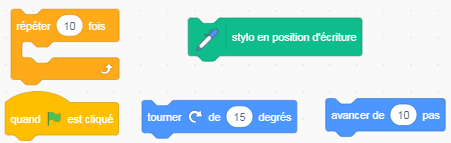 répéter 10 fois
stylo en position d'écriture
quand est cliqué
tourner de 15 degrés
avancer de 10 pas